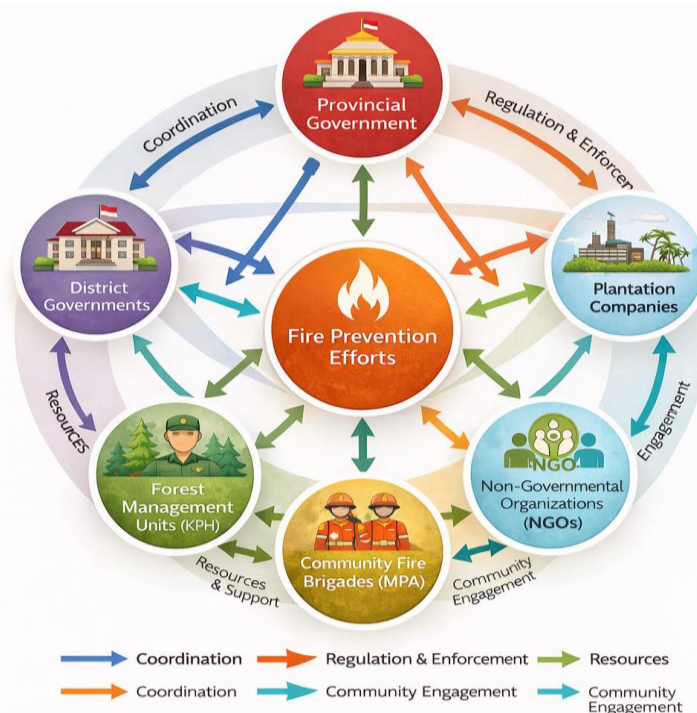 Provincial
Government
Coordination
Regulation & Enforcer
District
Governments
Plantation
Companies
Fire Prevention
Efforts
Resources
Engagement
Forest
Management
Units (KPH)
NGO
Non-Governmental
Organizations
(NGOs)
Community Fire
Brigades (MPA)
Resources
& Support
Community
Engagement
Coordination
Regulation & Enforcement
Resources
Coordination
Community Engagement
Community
Engagement